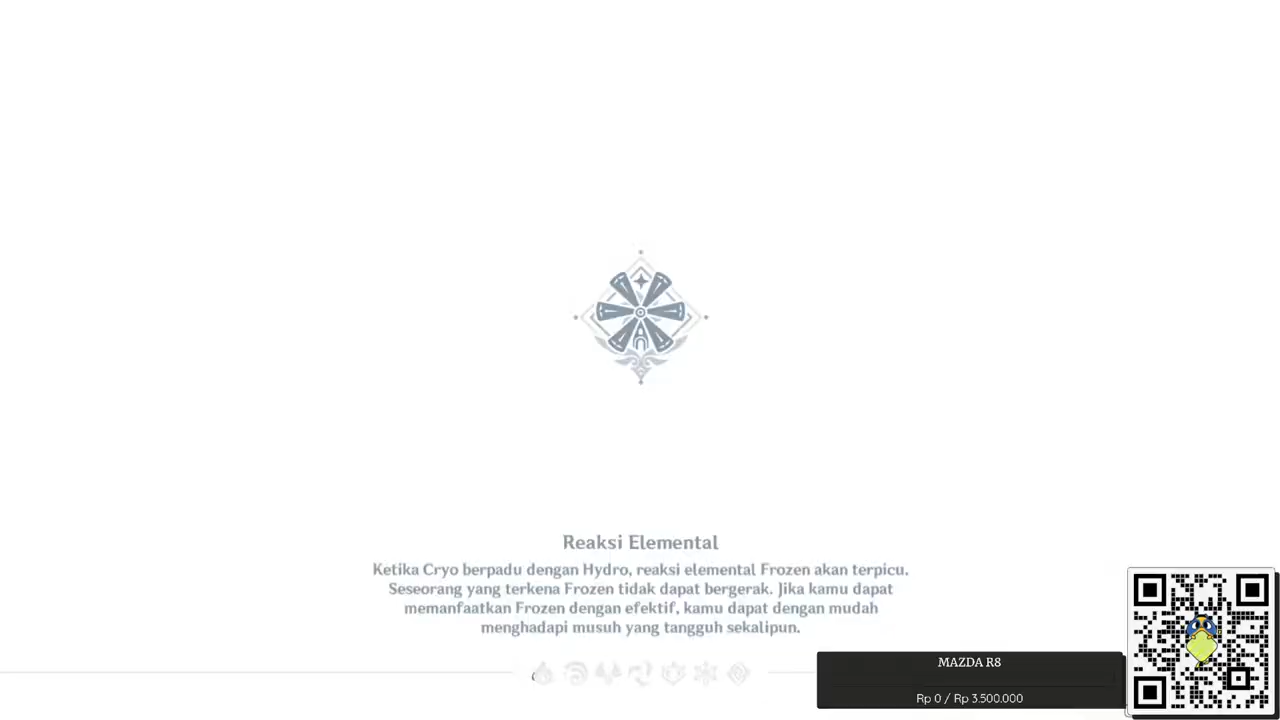 Reaksi Elemental
Ketika Cryo berpadu dengan Hydro, reaksi elemental Frozen akan terpicu.
Seseorang yang terkena Frozen tidak dapat bergerak. Jika kamu dapat
memanfaatkan Frozen dengan efektif, kamu dapat dengan mudah
menghadapi musuh yang tangguh sekalipun.
MAZDA R8
Rp 0 / Rp 3.500.000